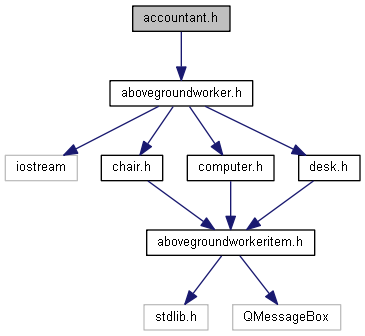 accountant.h
abovegroundworker.h
iostream
chair.h
computer.h
desk.h
abovegroundworkeritem.h
stdlib.h
QMessageBox